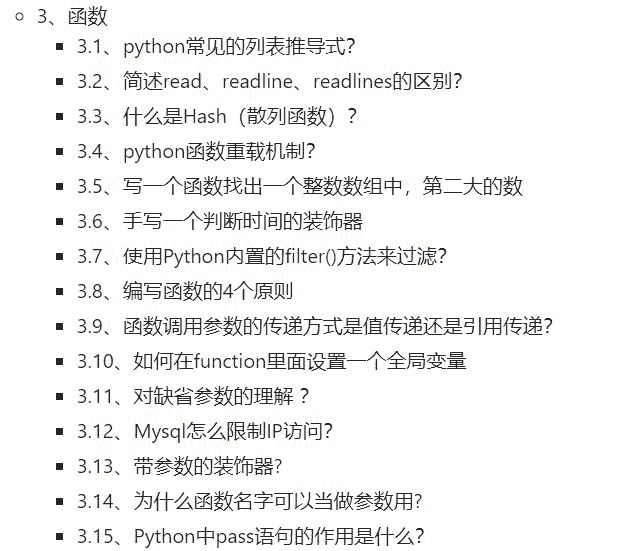 3、函数
3.1、python常见的列表推导式?
3.2、简述read、readline、readlines的区别?
3.3、什么是Hash（散列函数）?
3.4、python函数重载机制?
3.5、写一个函数找出一个整数数组中，第二大的数
3.6、手写一个判断时间的装饰器
3.7、使用Python内置的filter()方法来过滤?
3.8、编写函数的4个原则
3.9、函数调用参数的传递方式是值传递还是引用传递?
3.10、如何在function里面设置一个全局变量
3.11、对缺省参数的理解 ?
3.12、Mysql怎么限制IP访问?
3.13、带参数的装饰器?
3.14、为什么函数名字可以当做参数用?
3.15、Python中pass语句的作用是什么?